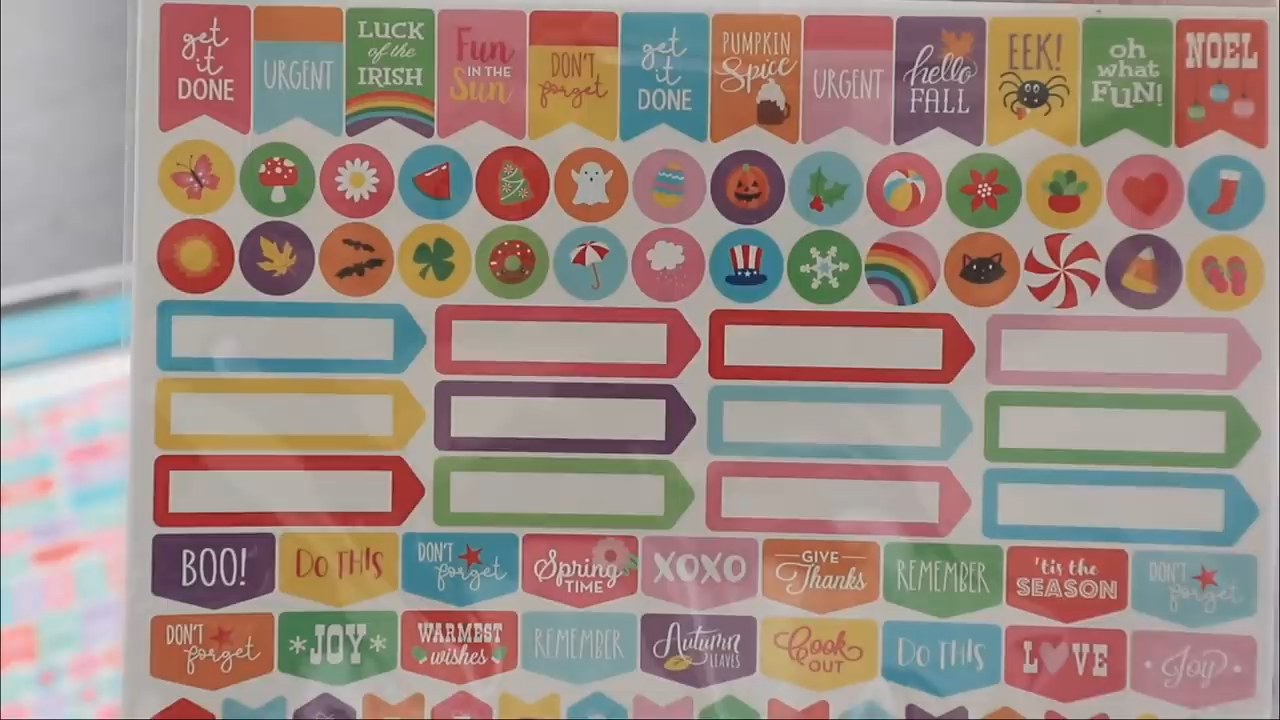 get
it
DONE
URGENT
LUCK
of the
IRISH
Fun
IN THE
Sun
DON'T
forget
get
it
DONE
PUMPKIN
Spice
URGENT
hello
FALL
EEK!
oh
what
FUN!
NOEL
BOO!
DO THIS
DON'T
forget
Spring
TIME
XOXO
GIVE
Thanks
REMEMBER
'tis the
SEASON
DON'T
forget
DON'T
forget
*JOY*
WARMEST
wishes
REMEMBER
Autumn
LEAVES
Cook
OUT
DO THIS
LOVE
• Joy •